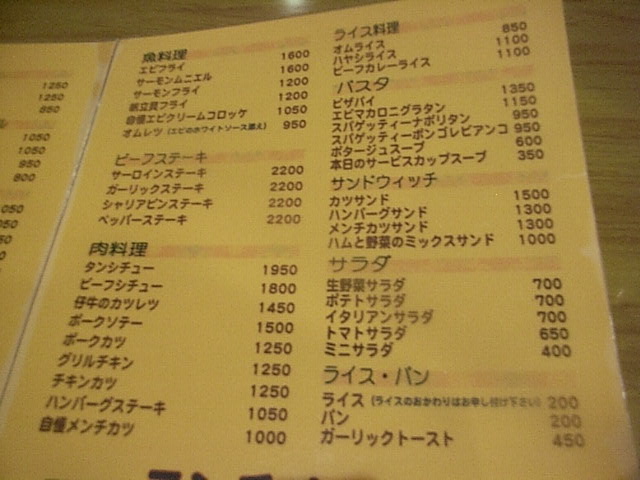 1250
1250
850
1050
1050
950
800
魚料理
エビフライ 1600
サーモンムニエル 1600
サーモンフライ 1200
帆立貝フライ 1200
自慢エビクリームコロッケ 1050
オムレツ (エビのホワイトソース添え) 950
ビーフステーキ
サーロインステーキ 2200
ガーリックステーキ 2200
シャリアピンステーキ 2200
ペッパーステーキ 2200
肉料理
タンシチュー 1950
ビーフシチュー 1800
仔牛のカツレツ 1450
ポークソテー 1500
ポークカツ 1250
グリルチキン 1250
チキンカツ 1250
ハンバーグステーキ 1050
自慢メンチカツ 1000
ライス料理
オムライス 850
ハヤシライス 1100
ビーフカレーライス 1100
パスタ
ピザパイ 1350
エビマカロニグラタン 1150
スパゲッティーナポリタン 950
スパゲッティーボンゴレビアンコ 950
ポタージュスープ 600
本日のサービスカップスープ 350
サンドウィッチ
カツサンド 1500
ハンバーグサンド 1300
メンチカツサンド 1300
ハムと野菜のミックスサンド 1000
サラダ
生野菜サラダ 700
ポテトサラダ 700
イタリアンサラダ 700
トマトサラダ 650
ミニサラダ 400
ライス・パン
ライス (ライスのおかわりはお申し付け下さい) 200
パン 200
ガーリックトースト 450